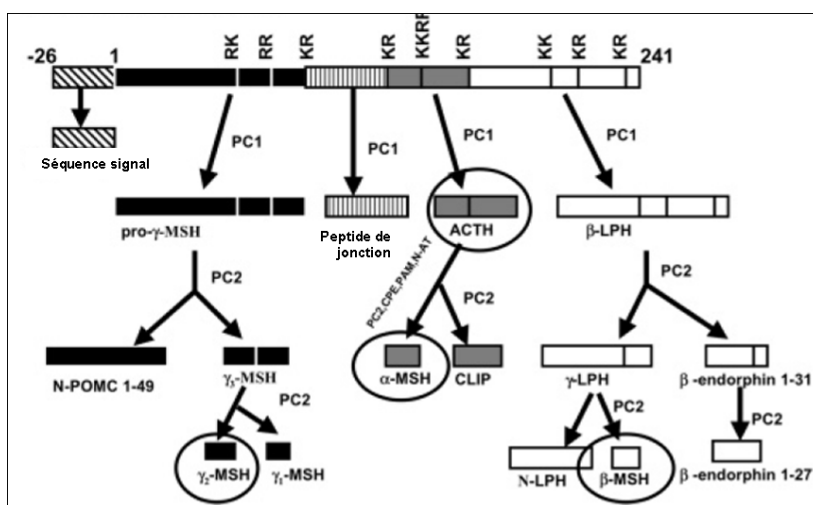 -26
1
RK
RR
KR
KR
KKRR
KR
KK
KR
KR
241
PC1
PC1
PC1
PC1
Séquence signal
pro-γ-MSH
Peptide de
jonction
ACTH
β-LPH
PC2
PC2,CPE,PAM,N-AT
PC2
PC2
N-POMC 1-49
γ3-MSH
α-MSH
CLIP
γ-LPH
β-endorphin 1-31
PC2
PC2
PC2
γ2-MSH
γ1-MSH
N-LPH
β-MSH
β-endorphin 1-27